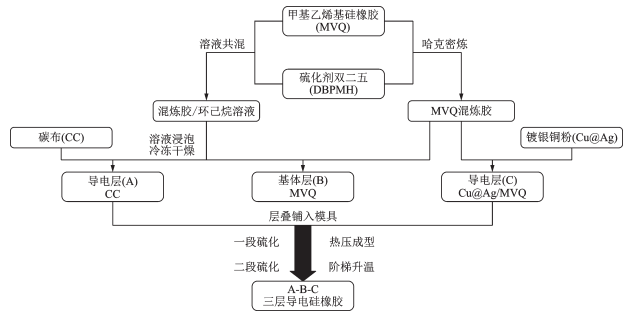 甲基乙烯基硅橡胶
(MVQ)
溶液共混
哈克密炼
硫化剂双二五
(DBPMH)
混炼胶/环己烷溶液
MVQ混炼胶
碳布(CC)
溶液浸泡
冷冻干燥
镀银铜粉(Cu@Ag)
导电层(A)
CC
基体层(B)
MVQ
导电层(C)
Cu@Ag/MVQ
层叠铺入模具
一段硫化
热压成型
二段硫化
阶梯升温
A-B-C
三层导电硅橡胶